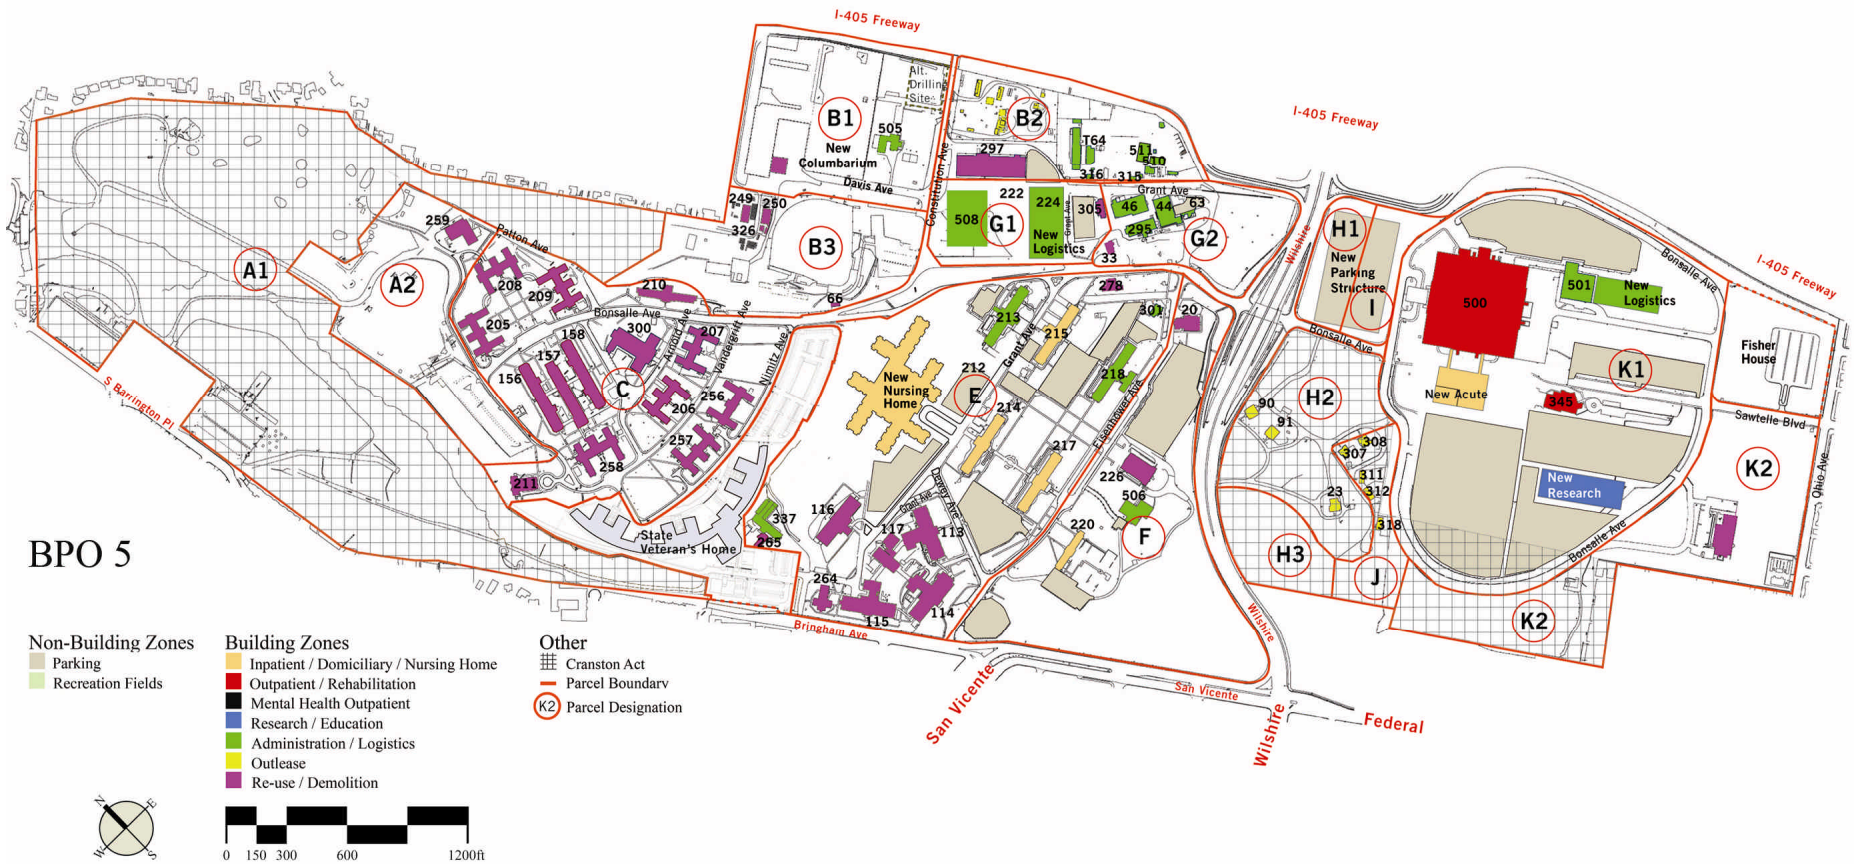 I-405 Freeway
I-405 Freeway
I-405 Freeway
Alt.
Drilling
Site
B1
New
Columbarium
505
Davis Ave
Constitution Ave
B2
297
T64
511
510
316
315
249
250
326
B3
66
222
508
G1
224
New
Logistics
Grant Ave
305
Grant Ave
46
44
63
295
G2
33
Wilshire
H1
New
Parking
Structure
I
Bonsalle Ave
500
501
New
Logistics
Bonsalle Ave
Fisher
House
K1
New Acute
345
Sawtelle Blvd
K2
Ohio Ave
New
Research
Bonsalle Ave
K2
A1
A2
259
Patton Ave
208
209
210
205
Bonsalle Ave
158
300
Arnold Ave
207
Vandergrift Ave
Nimitz Ave
157
156
C
206
256
257
258
211
S Barrington Pl
State
Veteran's Home
337
265
New
Nursing
Home
213
Grant Ave
215
278
301
20
212
E
214
218
Eisenhower Ave
217
226
506
F
220
Dewey Ave
Grant Ave
116
117
113
264
115
114
Bringham Ave
H2
90
91
308
307
311
312
23
318
H3
J
Wilshire
San Vicente
San Vicente
Wilshire
Federal
BPO 5
Non-Building Zones
Parking
Recreation Fields
Building Zones
Inpatient / Domiciliary / Nursing Home
Outpatient / Rehabilitation
Mental Health Outpatient
Research / Education
Administration / Logistics
Outlease
Re-use / Demolition
Other
Cranston Act
Parcel Boundary
K2 Parcel Designation
N
E
W
S
0 150 300 600 1200ft